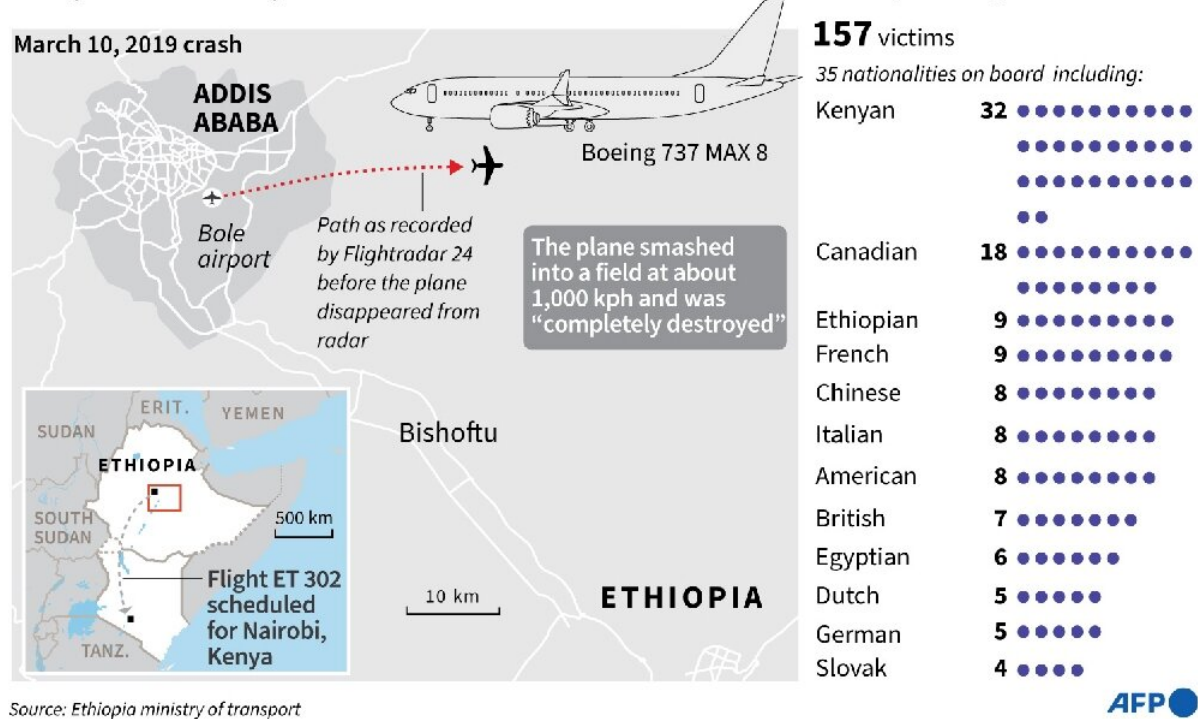 March 10, 2019 crash
ADDIS
ABABA
Boeing 737 MAX 8
Bole
airport
Path as recorded
by Flightradar 24
before the plane
disappeared from
radar
The plane smashed
into a field at about
1,000 kph and was
“completely destroyed”
Bishoftu
ERIT.
YEMEN
SUDAN
ETHIOPIA
SOUTH
SUDAN
500 km
Flight ET 302
scheduled
for Nairobi,
Kenya
TANZ.
10 km
ETHIOPIA
157 victims
35 nationalities on board including:
Kenyan 32
Canadian 18
Ethiopian 9
French 9
Chinese 8
Italian 8
American 8
British 7
Egyptian 6
Dutch 5
German 5
Slovak 4
Source: Ethiopia ministry of transport
AFP